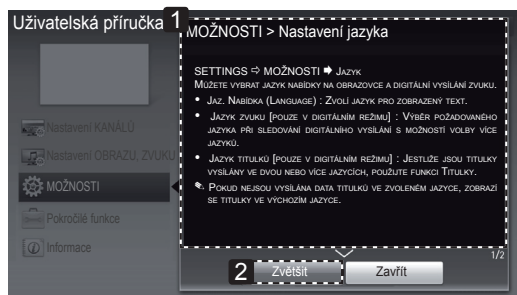 Uživatelská příručka
1
MOŽNOSTI > Nastavení jazyka
SETTINGS ⇨ MOŽNOSTI ➡ Jazyk
Můžete vybrat jazyk nabídky na obrazovce a digitální vysílání zvuku.
• Jaz. Nabídka (Language) : Zvolí jazyk pro zobrazený text.
• Jazyk zvuku [pouze v digitálním režimu] : Výběr požadovaného
jazyka při sledování digitálního vysílání s možností volby více
jazyků.
• Jazyk titulků [pouze v digitálním režimu] : Jestliže jsou titulky
vysílány ve dvou nebo více jazycích, použijte funkci Titulky.
Pokud nejsou vysílána data titulků ve zvoleném jazyce, zobrazí
se titulky ve výchozím jazyce.
Nastavení KANÁLŮ
Nastavení OBRAZU, ZVUKU
MOŽNOSTI
Pokročilé funkce
Informace
1/2
2
Zvětšit
Zavřít